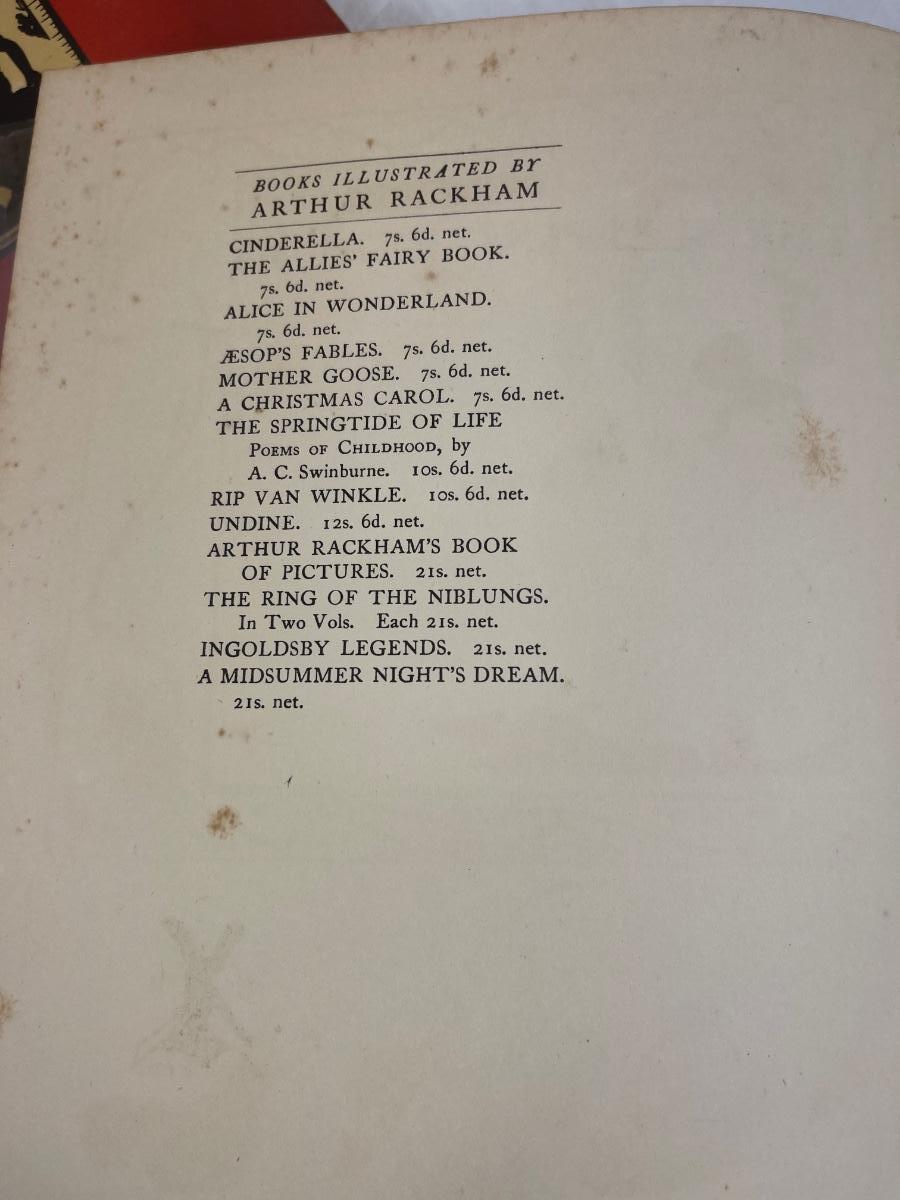 BOOKS ILLUSTRATED BY
ARTHUR RACKHAM
CINDERELLA. 7s. 6d. net.
THE ALLIES' FAIRY BOOK.
7s. 6d. net.
ALICE IN WONDERLAND.
7s. 6d. net.
ÆSOP'S FABLES. 7s. 6d. net.
MOTHER GOOSE. 7s. 6d. net.
A CHRISTMAS CAROL. 7s. 6d. net.
THE SPRINGTIDE OF LIFE
POEMS OF CHILDHOOD, by
A. C. Swinburne. 10s. 6d. net.
RIP VAN WINKLE. 10s. 6d. net.
UNDINE. 12s. 6d. net.
ARTHUR RACKHAM'S BOOK
OF PICTURES. 21s. net.
THE RING OF THE NIBLUNGS.
In Two Vols. Each 21s. net.
INGOLDSBY LEGENDS. 21s. net.
A MIDSUMMER NIGHT'S DREAM.
21s. net.